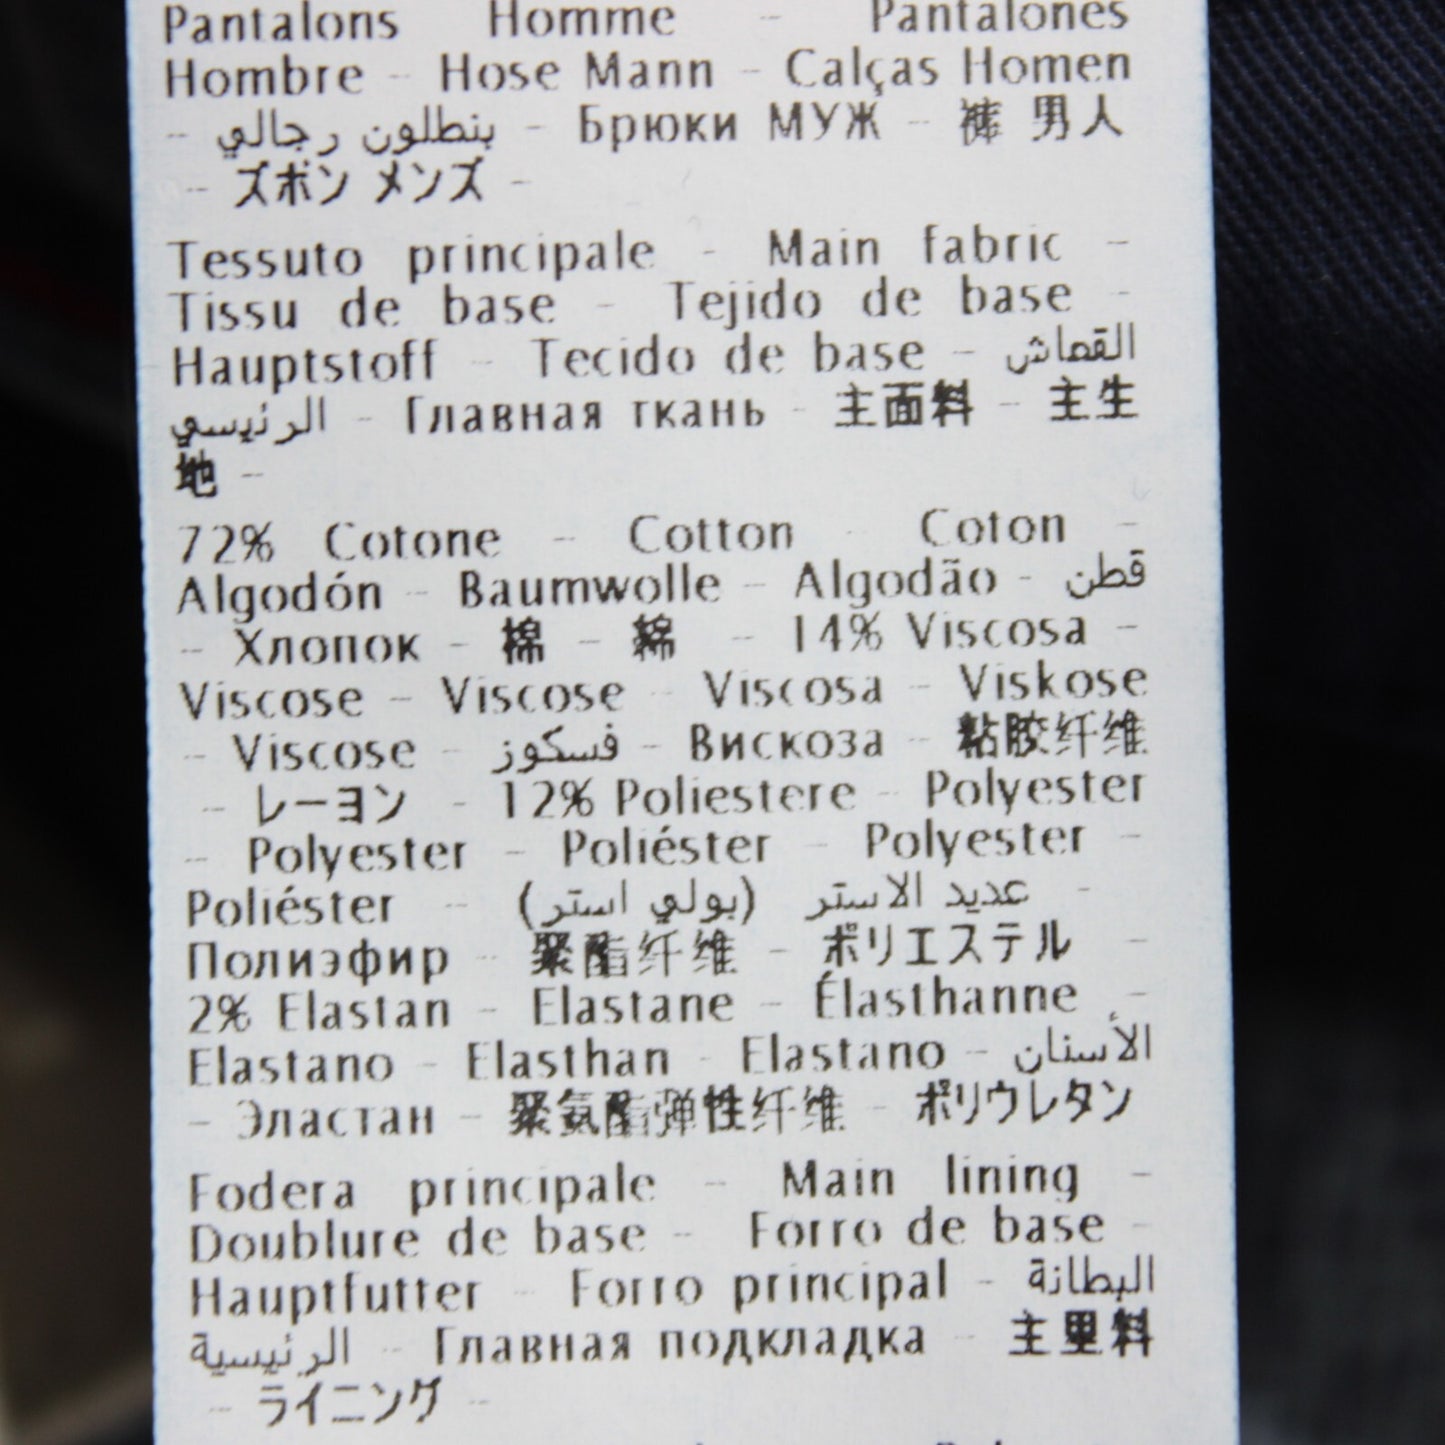 Pantalons Homme - Pantalones
Hombre - Hose Mann - Calças Homen
- بنطلون رجالي - Брюки МУЖ - 裤 男人
- ズボン メンズ -
Tessuto principale - Main fabric -
Tissu de base - Tejido de base -
Hauptstoff - Tecido de base - القماش
الرئيسي - Главная ткань - 主面料 - 主生
地 -
72% Cotone - Cotton - Coton -
Algodón - Baumwolle - Algodão - قطن
- Хлопок - 棉 - 綿 - 14% Viscosa -
Viscose - Viscose - Viscosa - Viskose
- Viscose - فسكوز - Вискоза - 粘胶纤维
- レーヨン - 12% Poliestere - Polyester
- Polyester - Poliéster - Polyester -
Poliéster - عديد الاستر (بولي استر) -
Полиэфир - 聚酯纤维 - ポリエステル -
2% Elastan - Elastane - Élasthanne -
Elastano - Elasthan - Elastano - الأسنان
- Эластан - 聚氨酯弹性纤维 - ポリウレタン
Fodera principale - Main lining -
Doublure de base - Forro de base -
Hauptfutter - Forro principal - البطانة
الرئيسية - Главная подкладка - 主里料
- ライニング -